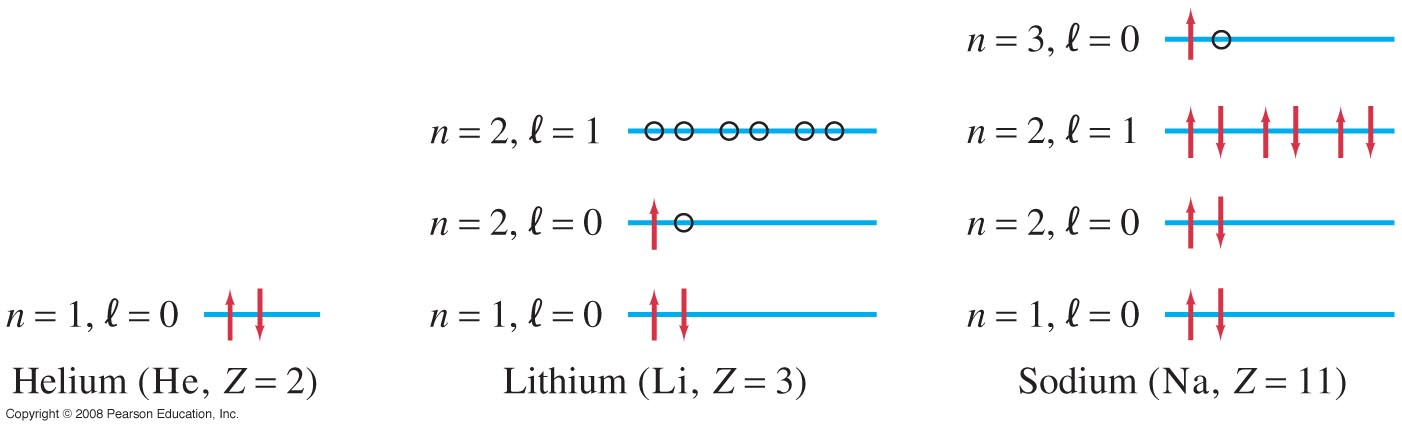 n = 3, ℓ = 0
n = 2, ℓ = 1
n = 2, ℓ = 1
n = 2, ℓ = 0
n = 2, ℓ = 0
n = 1, ℓ = 0
n = 1, ℓ = 0
n = 1, ℓ = 0
Helium (He, Z = 2)
Lithium (Li, Z = 3)
Sodium (Na, Z = 11)
Copyright © 2008 Pearson Education, Inc.